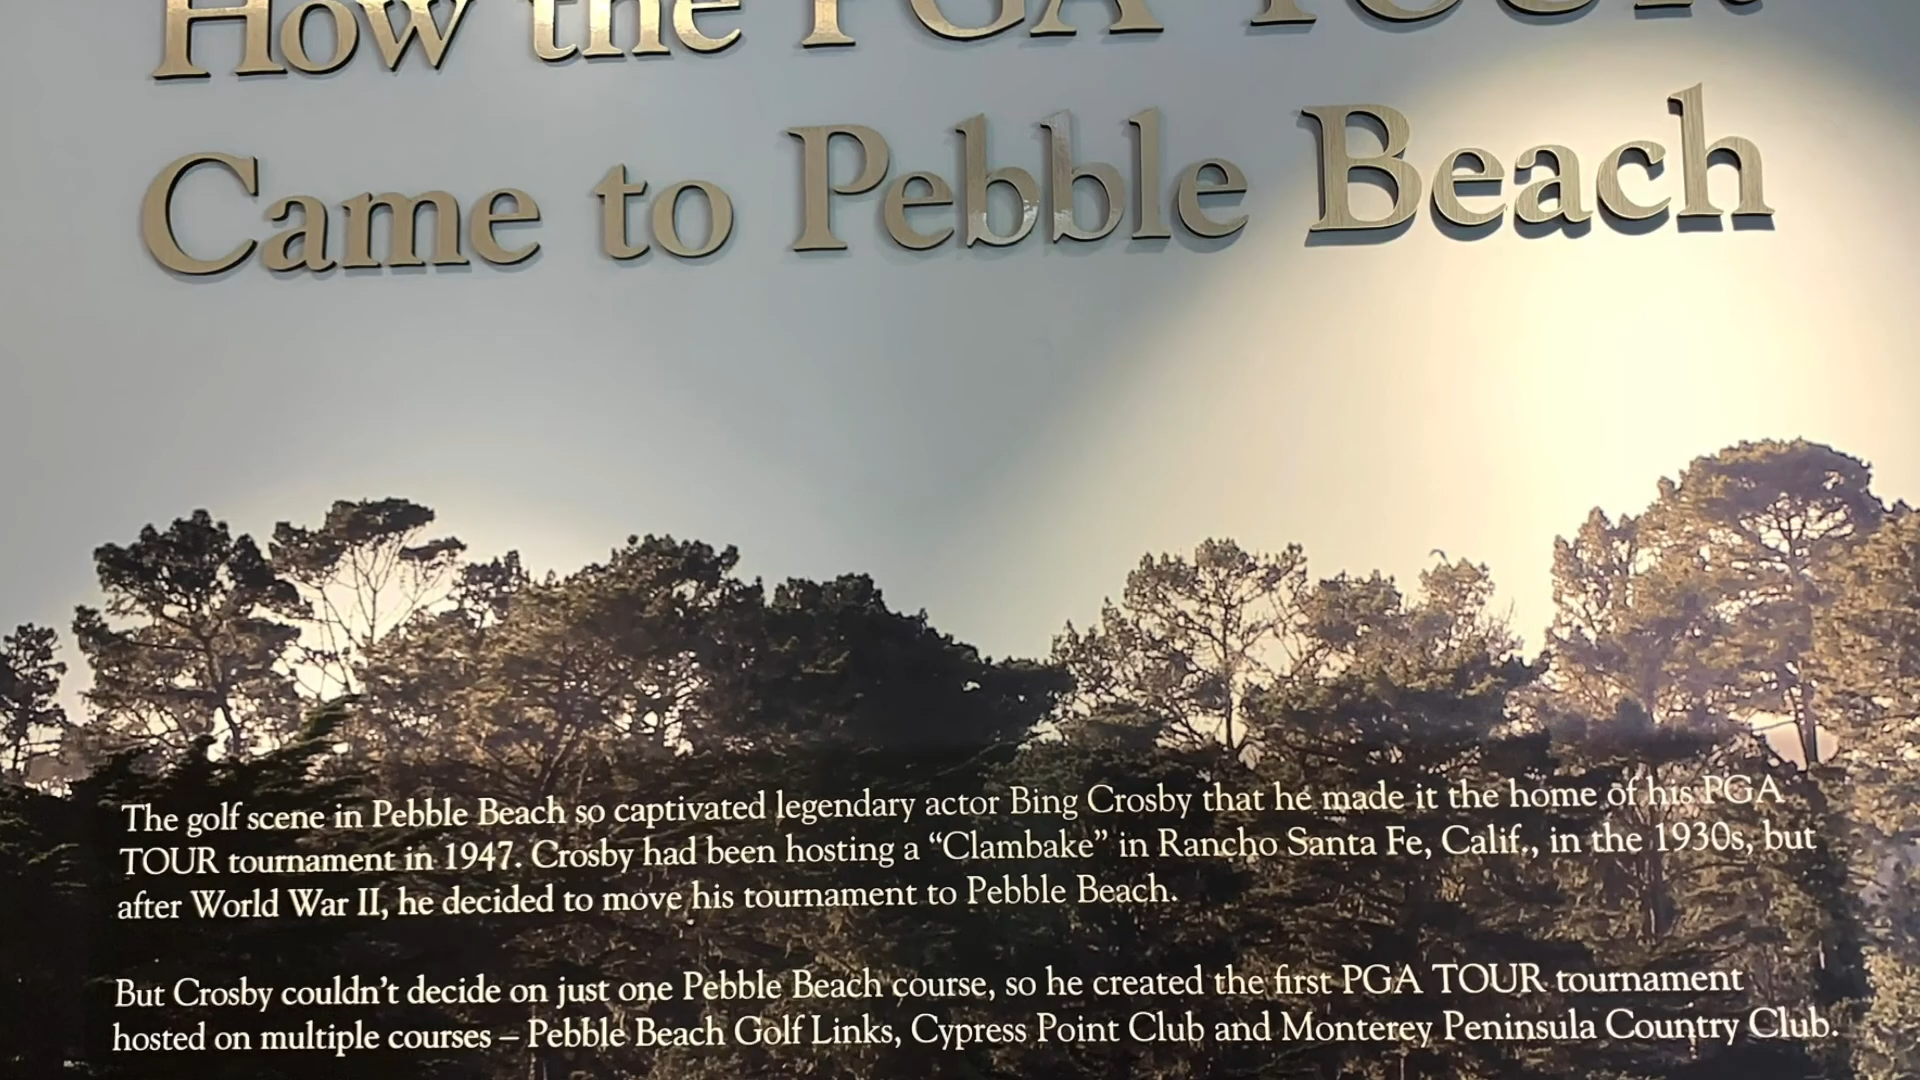 How the PGA TOUR
Came to Pebble Beach
The golf scene in Pebble Beach so captivated legendary actor Bing Crosby that he made it the home of his PGA
TOUR tournament in 1947. Crosby had been hosting a “Clambake” in Rancho Santa Fe, Calif., in the 1930s, but
after World War II, he decided to move his tournament to Pebble Beach.
But Crosby couldn’t decide on just one Pebble Beach course, so he created the first PGA TOUR tournament
hosted on multiple courses – Pebble Beach Golf Links, Cypress Point Club and Monterey Peninsula Country Club.